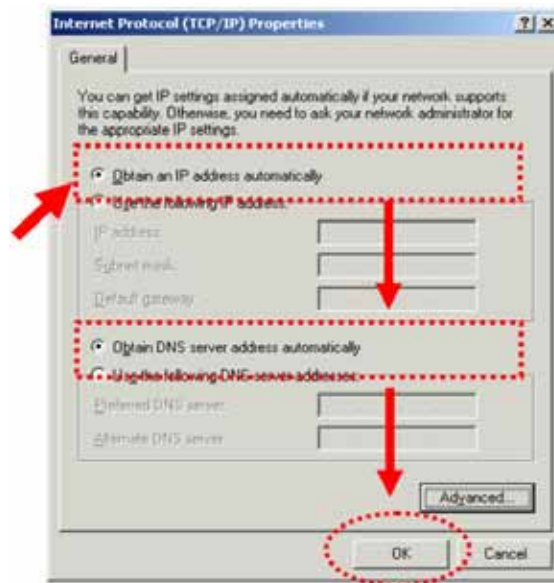 Internet Protocol (TCP/IP) Properties
General
You can get IP settings assigned automatically if your network supports
this capability. Otherwise, you need to ask your network administrator for
the appropriate IP settings.
Obtain an IP address automatically
Use the following IP address:
IP address
Subnet mask
Default gateway
Obtain DNS server address automatically
Use the following DNS server addresses:
Preferred DNS server
Alternate DNS server
Advanced...
OK
Cancel